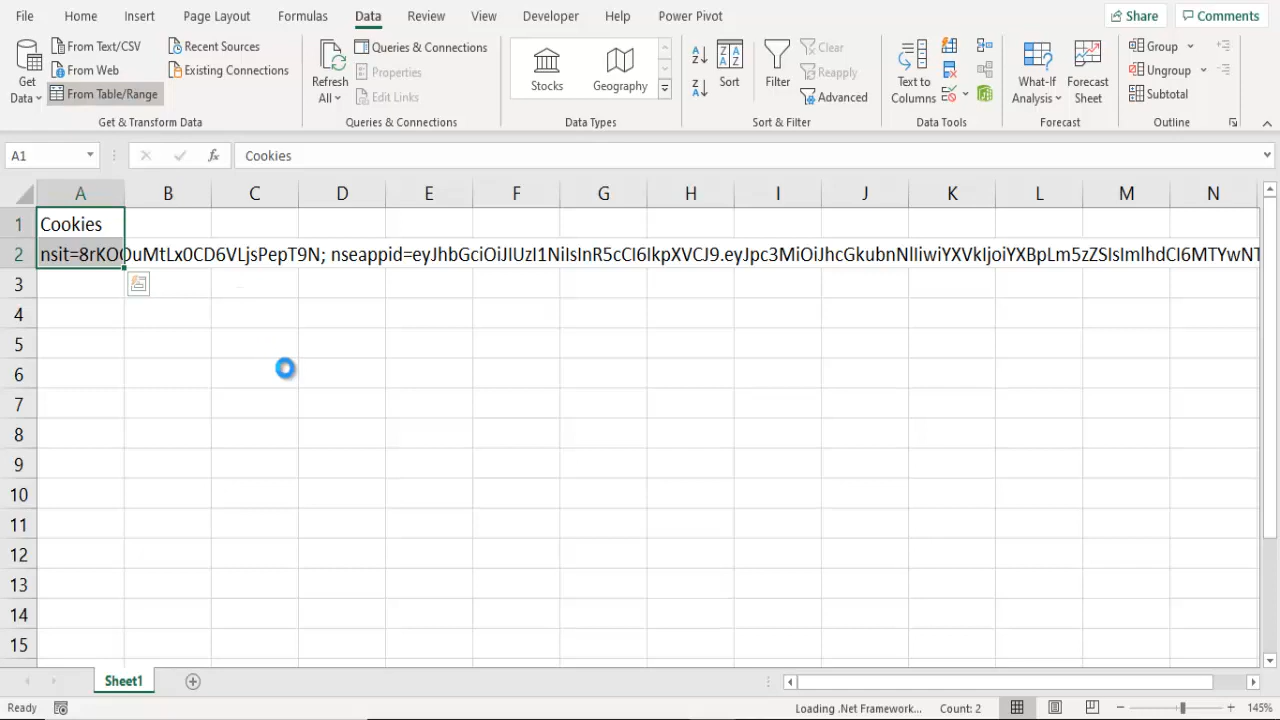 File Home Insert Page Layout Formulas Data Review View Developer Help Power Pivot Share Comments
Get Data
From Text/CSV
From Web
From Table/Range
Recent Sources
Existing Connections
Get & Transform Data
Refresh All
Queries & Connections
Properties
Edit Links
Queries & Connections
Stocks
Geography
Data Types
A
Z
Z
A
Z A
A Z
Sort
Filter
Clear
Reapply
Advanced
Sort & Filter
Text to Columns
Data Tools
What-If Analysis
Forecast Sheet
Forecast
Group
Ungroup
Subtotal
Outline
A1 fx Cookies
A B C D E F G H I J K L M N
1 Cookies
2 nsit=8rKO
uMtLx0CD6VLjsPepT9N; nseappid=eyJhbGciOiJIUzI1NiIsInR5cCI6IkpXVCJ9.eyJpc3MiOiJhcGkubnNlIiwiYXVkIjoiYXBpLm5zZSIsImlhdCI6MTYwNT
3
4
5
6
7
8
9
10
11
12
13
14
15
Sheet1
Ready Loading .Net Framework... Count: 2 145%